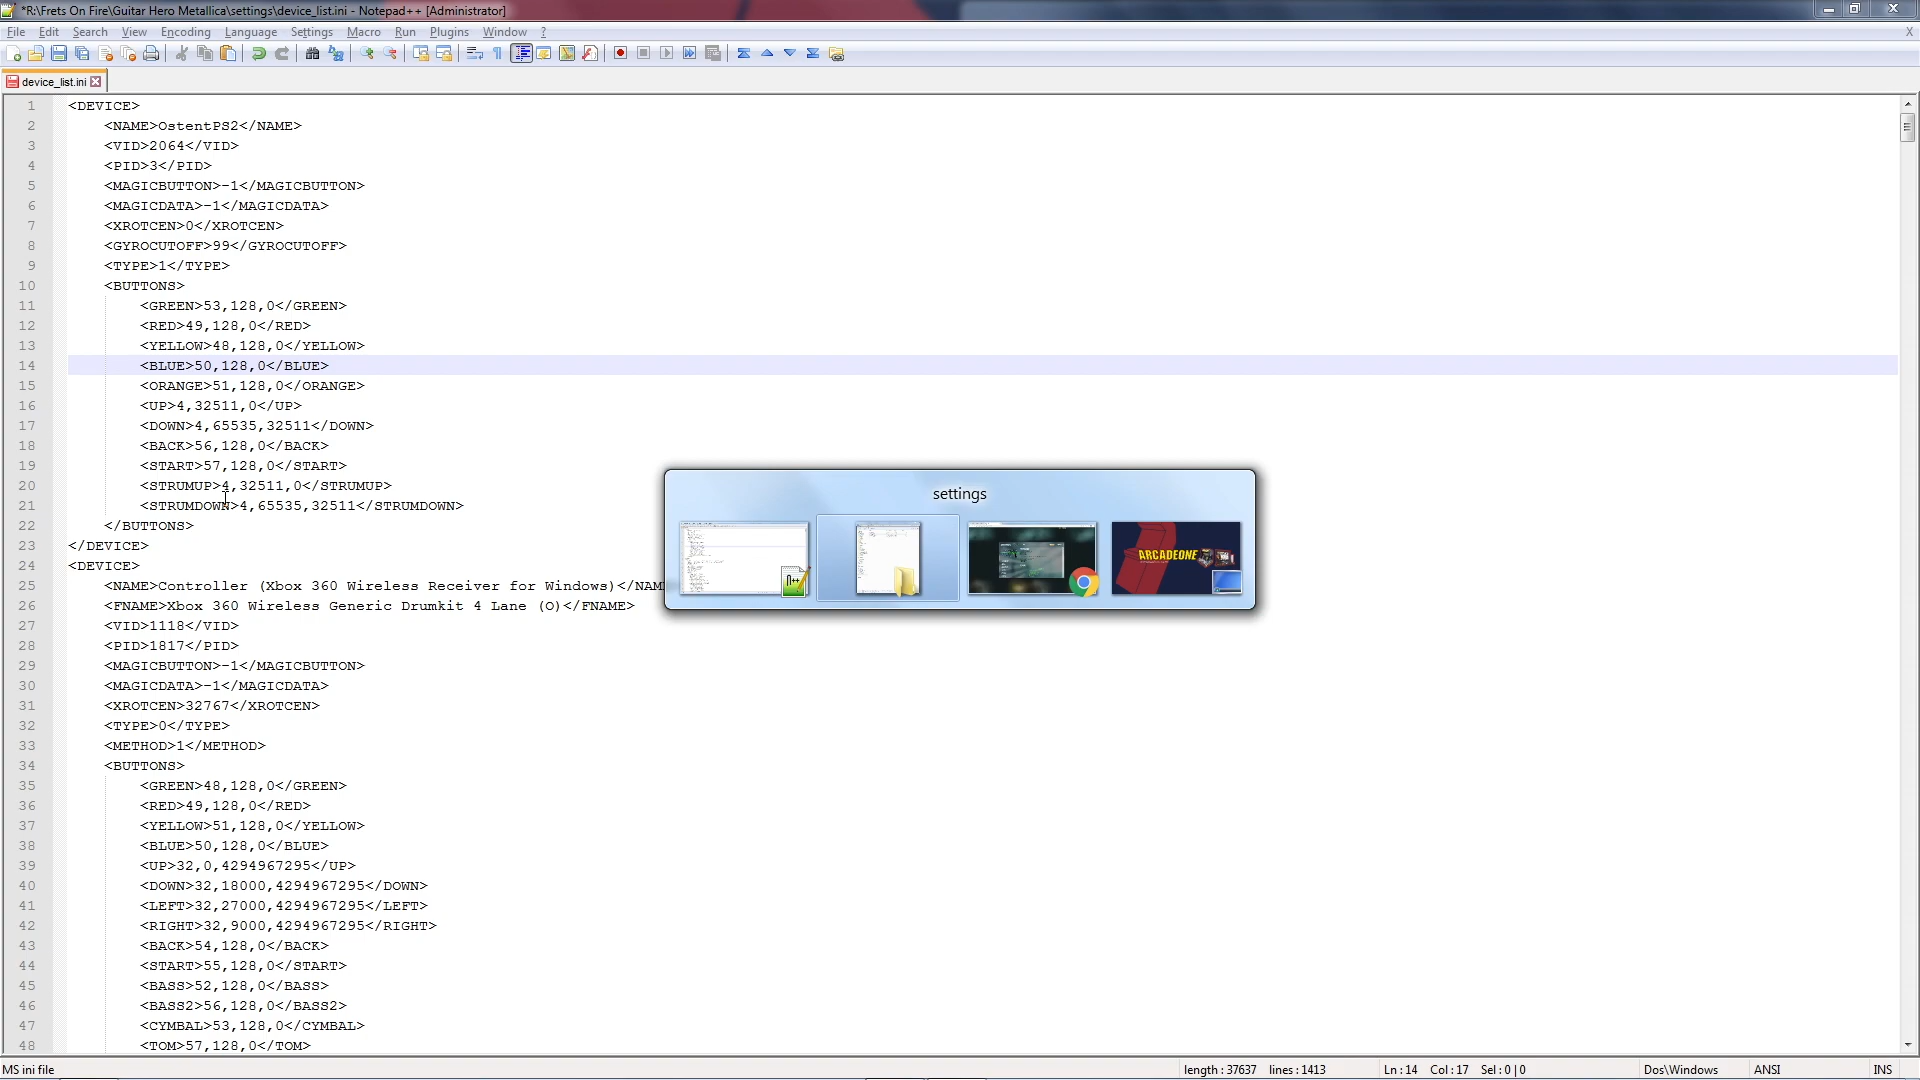 *R:\Frets On Fire\Guitar Hero Metallica\settings\device_list.ini - Notepad++ [Administrator]
File Edit Search View Encoding Language Settings Macro Run Plugins Window ? X
device_list.ini
1 <DEVICE>
2 <NAME>OstentPS2</NAME>
3 <VID>2064</VID>
4 <PID>3</PID>
5 <MAGICBUTTON>-1</MAGICBUTTON>
6 <MAGICDATA>-1</MAGICDATA>
7 <XROTCEN>0</XROTCEN>
8 <GYROCUTOFF>99</GYROCUTOFF>
9 <TYPE>1</TYPE>
10 <BUTTONS>
11 <GREEN>53,128,0</GREEN>
12 <RED>49,128,0</RED>
13 <YELLOW>48,128,0</YELLOW>
14 <BLUE>50,128,0</BLUE>
15 <ORANGE>51,128,0</ORANGE>
16 <UP>4,32511,0</UP>
17 <DOWN>4,65535,32511</DOWN>
18 <BACK>56,128,0</BACK>
19 <START>57,128,0</START>
20 <STRUMUP>4,32511,0</STRUMUP>
21 <STRUMDOWN>4,65535,32511</STRUMDOWN>
22 </BUTTONS>
23 </DEVICE>
24 <DEVICE>
25 <NAME>Controller (Xbox 360 Wireless Receiver for Windows)</NAM
26 <FNAME>Xbox 360 Wireless Generic Drumkit 4 Lane (O)</FNAME>
27 <VID>1118</VID>
28 <PID>1817</PID>
29 <MAGICBUTTON>-1</MAGICBUTTON>
30 <MAGICDATA>-1</MAGICDATA>
31 <XROTCEN>32767</XROTCEN>
32 <TYPE>0</TYPE>
33 <METHOD>1</METHOD>
34 <BUTTONS>
35 <GREEN>48,128,0</GREEN>
36 <RED>49,128,0</RED>
37 <YELLOW>51,128,0</YELLOW>
38 <BLUE>50,128,0</BLUE>
39 <UP>32,0,4294967295</UP>
40 <DOWN>32,18000,4294967295</DOWN>
41 <LEFT>32,27000,4294967295</LEFT>
42 <RIGHT>32,9000,4294967295</RIGHT>
43 <BACK>54,128,0</BACK>
44 <START>55,128,0</START>
45 <BASS>52,128,0</BASS>
46 <BASS2>56,128,0</BASS2>
47 <CYMBAL>53,128,0</CYMBAL>
48 <TOM>57,128,0</TOM>
settings
ARCADEONE
MS ini file length : 37637 lines : 1413 Ln : 14 Col : 17 Sel : 0 | 0 Dos\Windows ANSI INS